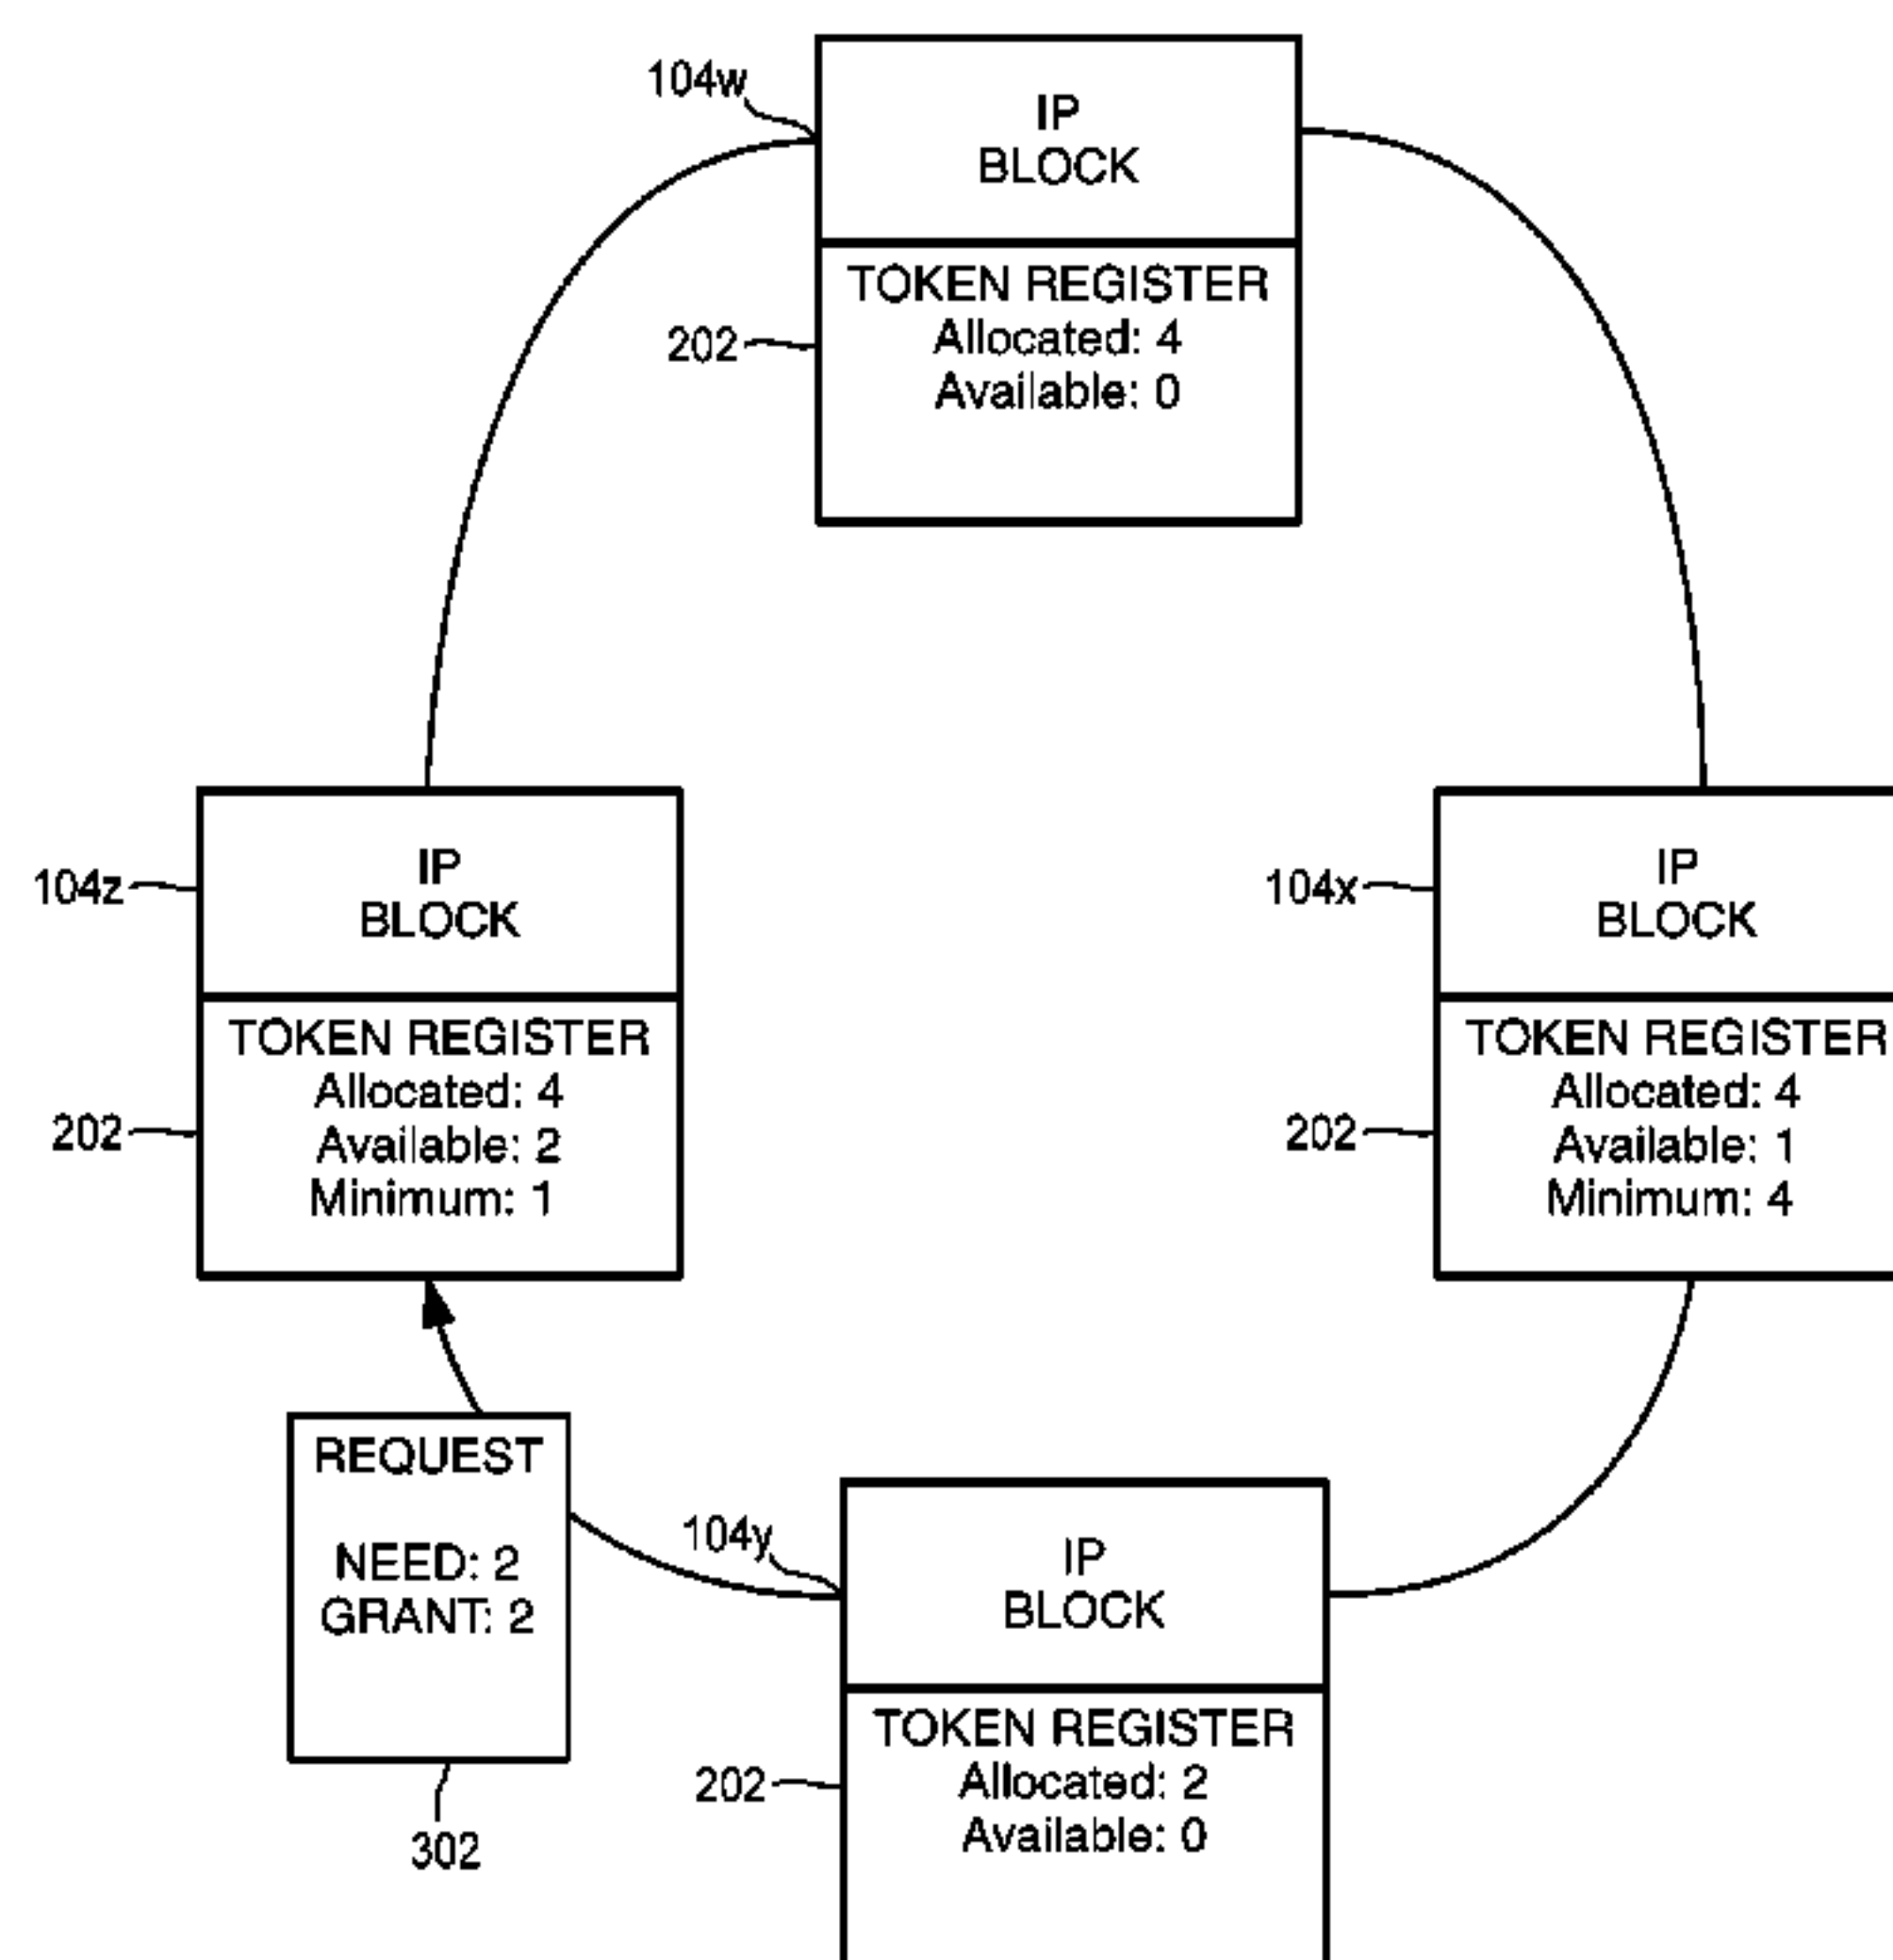 104w
IP
BLOCK
TOKEN REGISTER
202
Allocated: 4
Available: 0
104z
IP
BLOCK
TOKEN REGISTER
Allocated: 4
202
Available: 2
Minimum: 1
104x
IP
BLOCK
TOKEN REGISTER
Allocated: 4
202
Available: 1
Minimum: 4
REQUEST
NEED: 2
GRANT: 2
302
104y
IP
BLOCK
TOKEN REGISTER
202
Allocated: 2
Available: 0